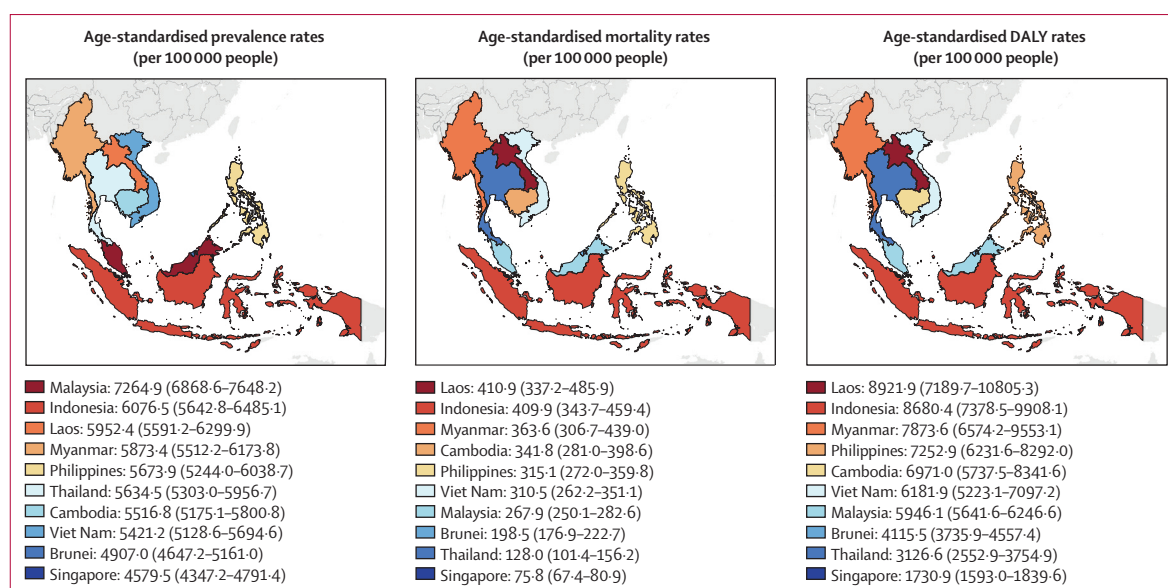 Age-standardised prevalence rates
(per 100 000 people)
Malaysia: 7264·9 (6868·6–7648·2)
Indonesia: 6076·5 (5642·8–6485·1)
Laos: 5952·4 (5591·2–6299·9)
Myanmar: 5873·4 (5512·2–6173·8)
Philippines: 5673·9 (5244·0–6038·7)
Thailand: 5634·5 (5303·0–5956·7)
Cambodia: 5516·8 (5175·1–5800·8)
Viet Nam: 5421·2 (5128·6–5694·6)
Brunei: 4907·0 (4647·2–5161·0)
Singapore: 4579·5 (4347·2–4791·4)
Age-standardised mortality rates
(per 100 000 people)
Laos: 410·9 (337·2–485·9)
Indonesia: 409·9 (343·7–459·4)
Myanmar: 363·6 (306·7–439·0)
Cambodia: 341·8 (281·0–398·6)
Philippines: 315·1 (272·0–359·8)
Viet Nam: 310·5 (262·2–351·1)
Malaysia: 267·9 (250·1–282·6)
Brunei: 198·5 (176·9–222·7)
Thailand: 128·0 (101·4–156·2)
Singapore: 75·8 (67·4–80·9)
Age-standardised DALY rates
(per 100 000 people)
Laos: 8921·9 (7189·7–10805·3)
Indonesia: 8680·4 (7378·5–9908·1)
Myanmar: 7873·6 (6574·2–9553·1)
Philippines: 7252·9 (6231·6–8292·0)
Cambodia: 6971·0 (5737·5–8341·6)
Viet Nam: 6181·9 (5223·1–7097·2)
Malaysia: 5946·1 (5641·6–6246·6)
Brunei: 4115·5 (3735·9–4557·4)
Thailand: 3126·6 (2552·9–3754·9)
Singapore: 1730·9 (1593·0–1839·6)